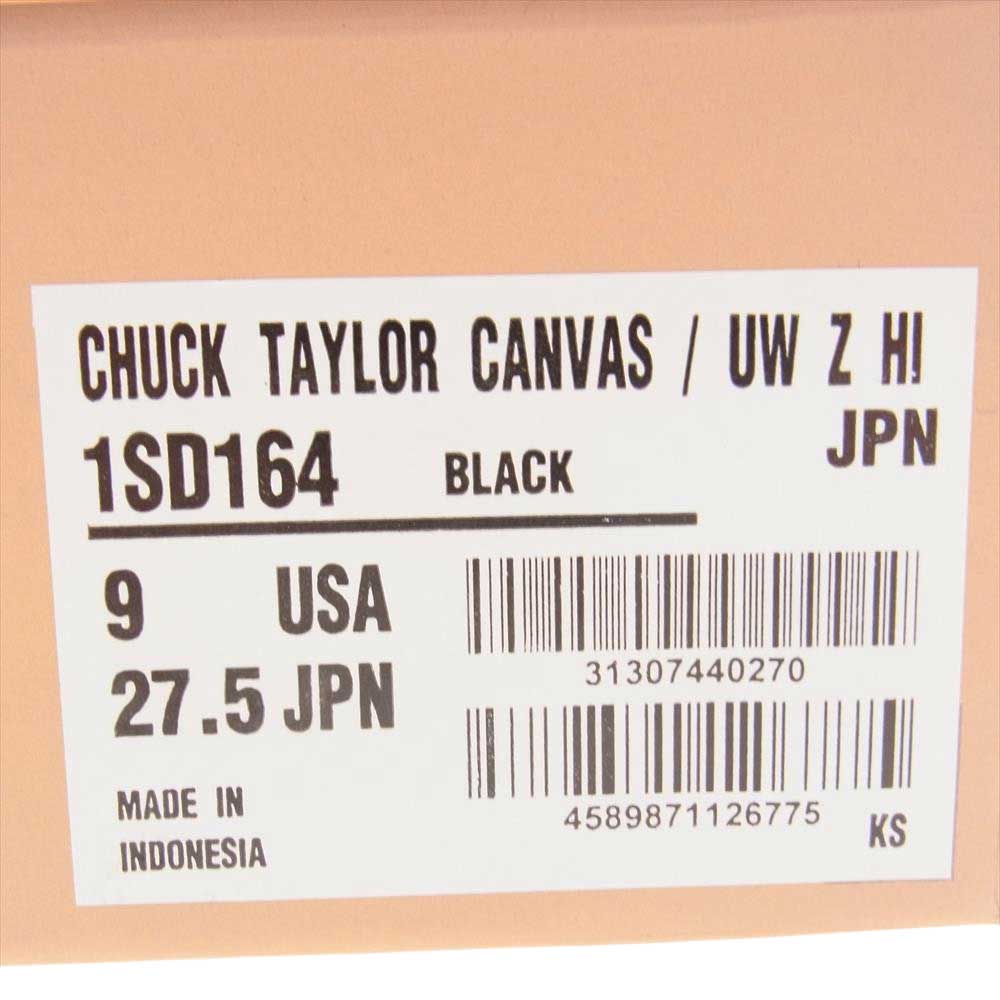 CHUCK TAYLOR CANVAS / UW Z HI
JPN
1SD164 BLACK
9 USA
27.5 JPN
31307440270
4589871126775
MADE IN
INDONESIA
KS